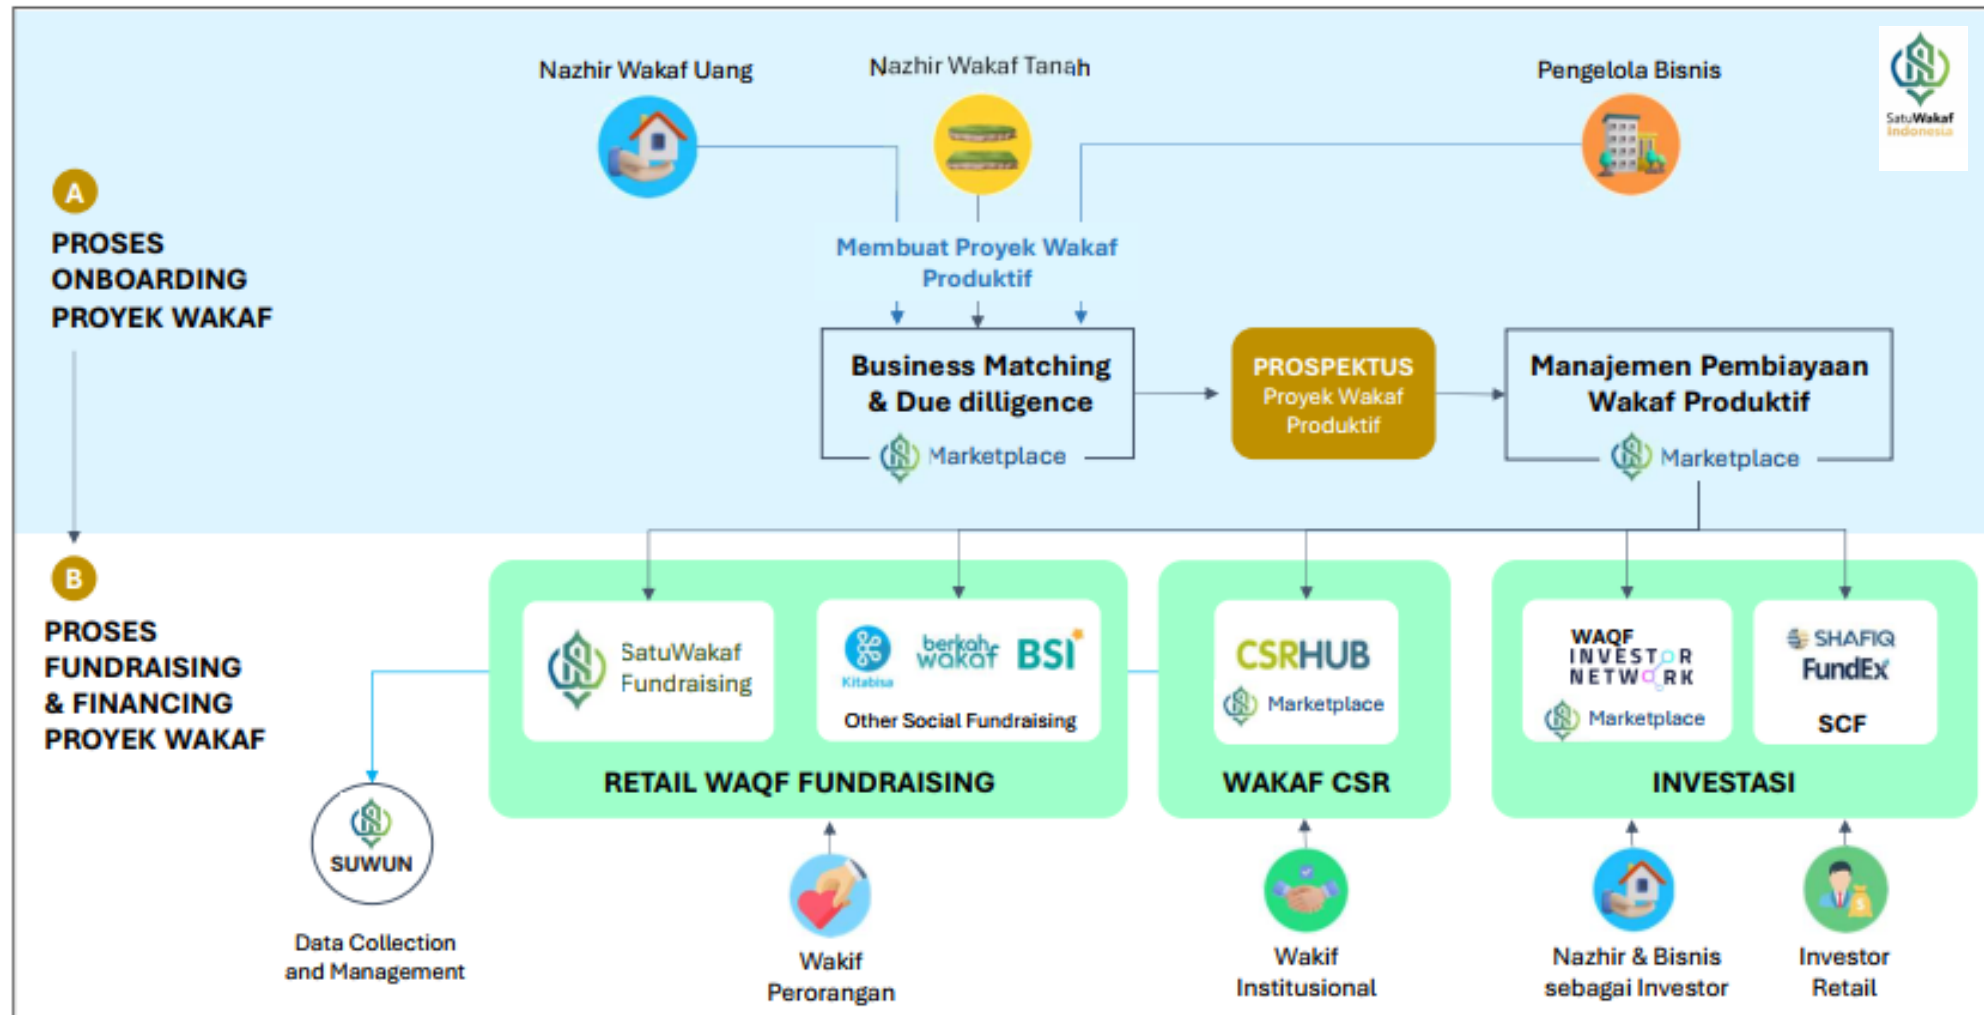 Nazhir Wakaf Uang
Nazhir Wakaf Tanah
Pengelola Bisnis
SatuWakaf
Indonesia
A
PROSES
ONBOARDING
PROYEK WAKAF
Membuat Proyek Wakaf
Produktif
Business Matching
& Due dilligence
Marketplace
PROSPEKTUS
Proyek Wakaf
Produktif
Manajemen Pembiayaan
Wakaf Produktif
Marketplace
B
PROSES
FUNDRAISING
& FINANCING
PROYEK WAKAF
SatuWakaf
Fundraising
Kitabisa
berkah
wakaf
BSI
Other Social Fundraising
RETAIL WAQF FUNDRAISING
CSRHUB
Marketplace
WAKAF CSR
WAQF
INVESTOR
NETWORK
Marketplace
SHAFIQ
FundEx
SCF
INVESTASI
SUWUN
Data Collection
and Management
Wakif
Perorangan
Wakif
Institusional
Nazhir & Bisnis
sebagai Investor
Investor
Retail